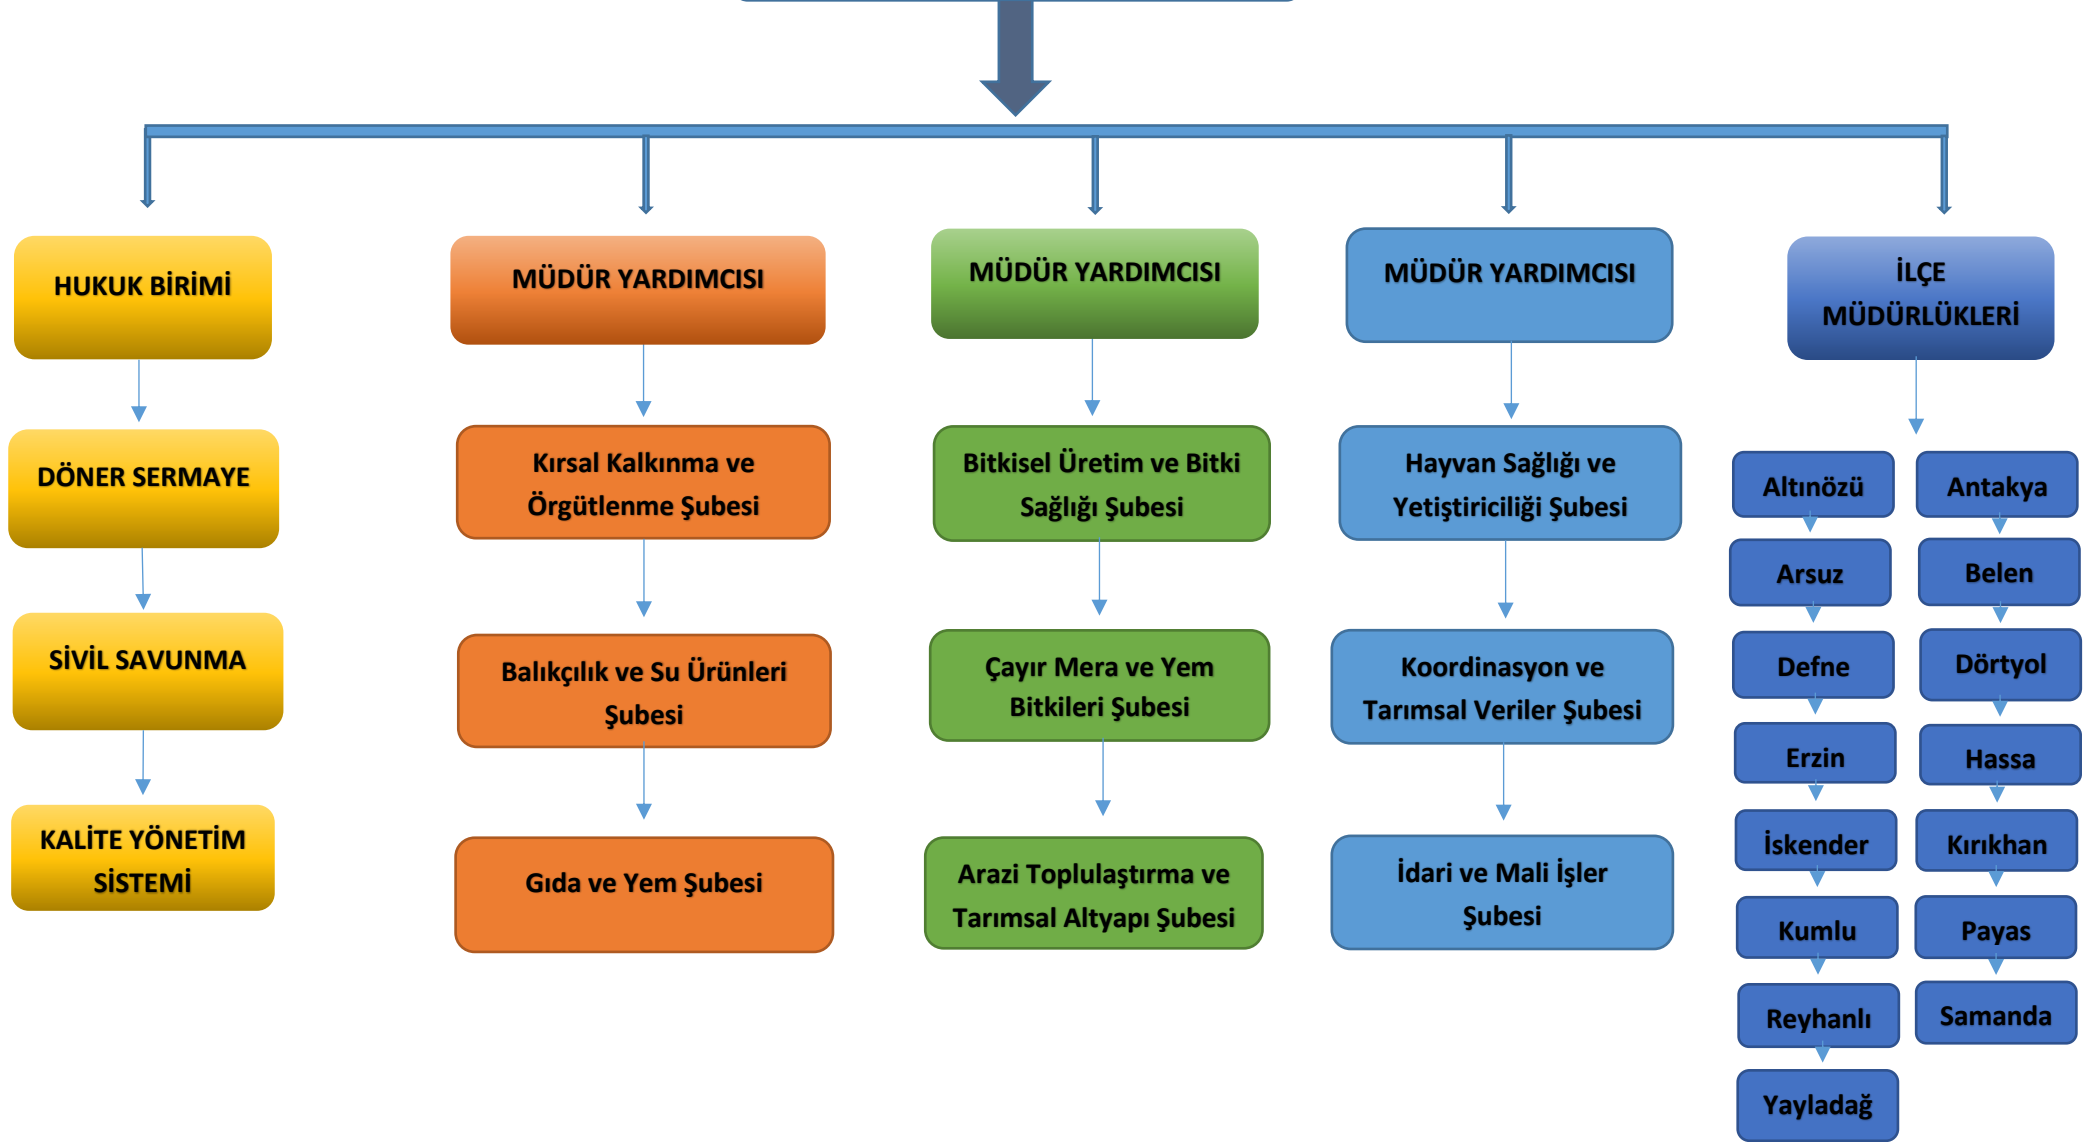 HUKUK BİRİMİ
DÖNER SERMAYE
SİVİL SAVUNMA
KALİTE YÖNETİM
SİSTEMİ
MÜDÜR YARDIMCISI
Kırsal Kalkınma ve
Örgütlenme Şubesi
Balıkçılık ve Su Ürünleri
Şubesi
Gıda ve Yem Şubesi
MÜDÜR YARDIMCISI
Bitkisel Üretim ve Bitki
Sağlığı Şubesi
Çayır Mera ve Yem
Bitkileri Şubesi
Arazi Toplulaştırma ve
Tarımsal Altyapı Şubesi
MÜDÜR YARDIMCISI
Hayvan Sağlığı ve
Yetiştiriciliği Şubesi
Koordinasyon ve
Tarımsal Veriler Şubesi
İdari ve Mali İşler
Şubesi
İLÇE
MÜDÜRLÜKLERİ
Altınözü
Arsuz
Defne
Erzin
İskender
Kumlu
Reyhanlı
Yayladağ
Antakya
Belen
Dörtyol
Hassa
Kırıkhan
Payas
Samanda